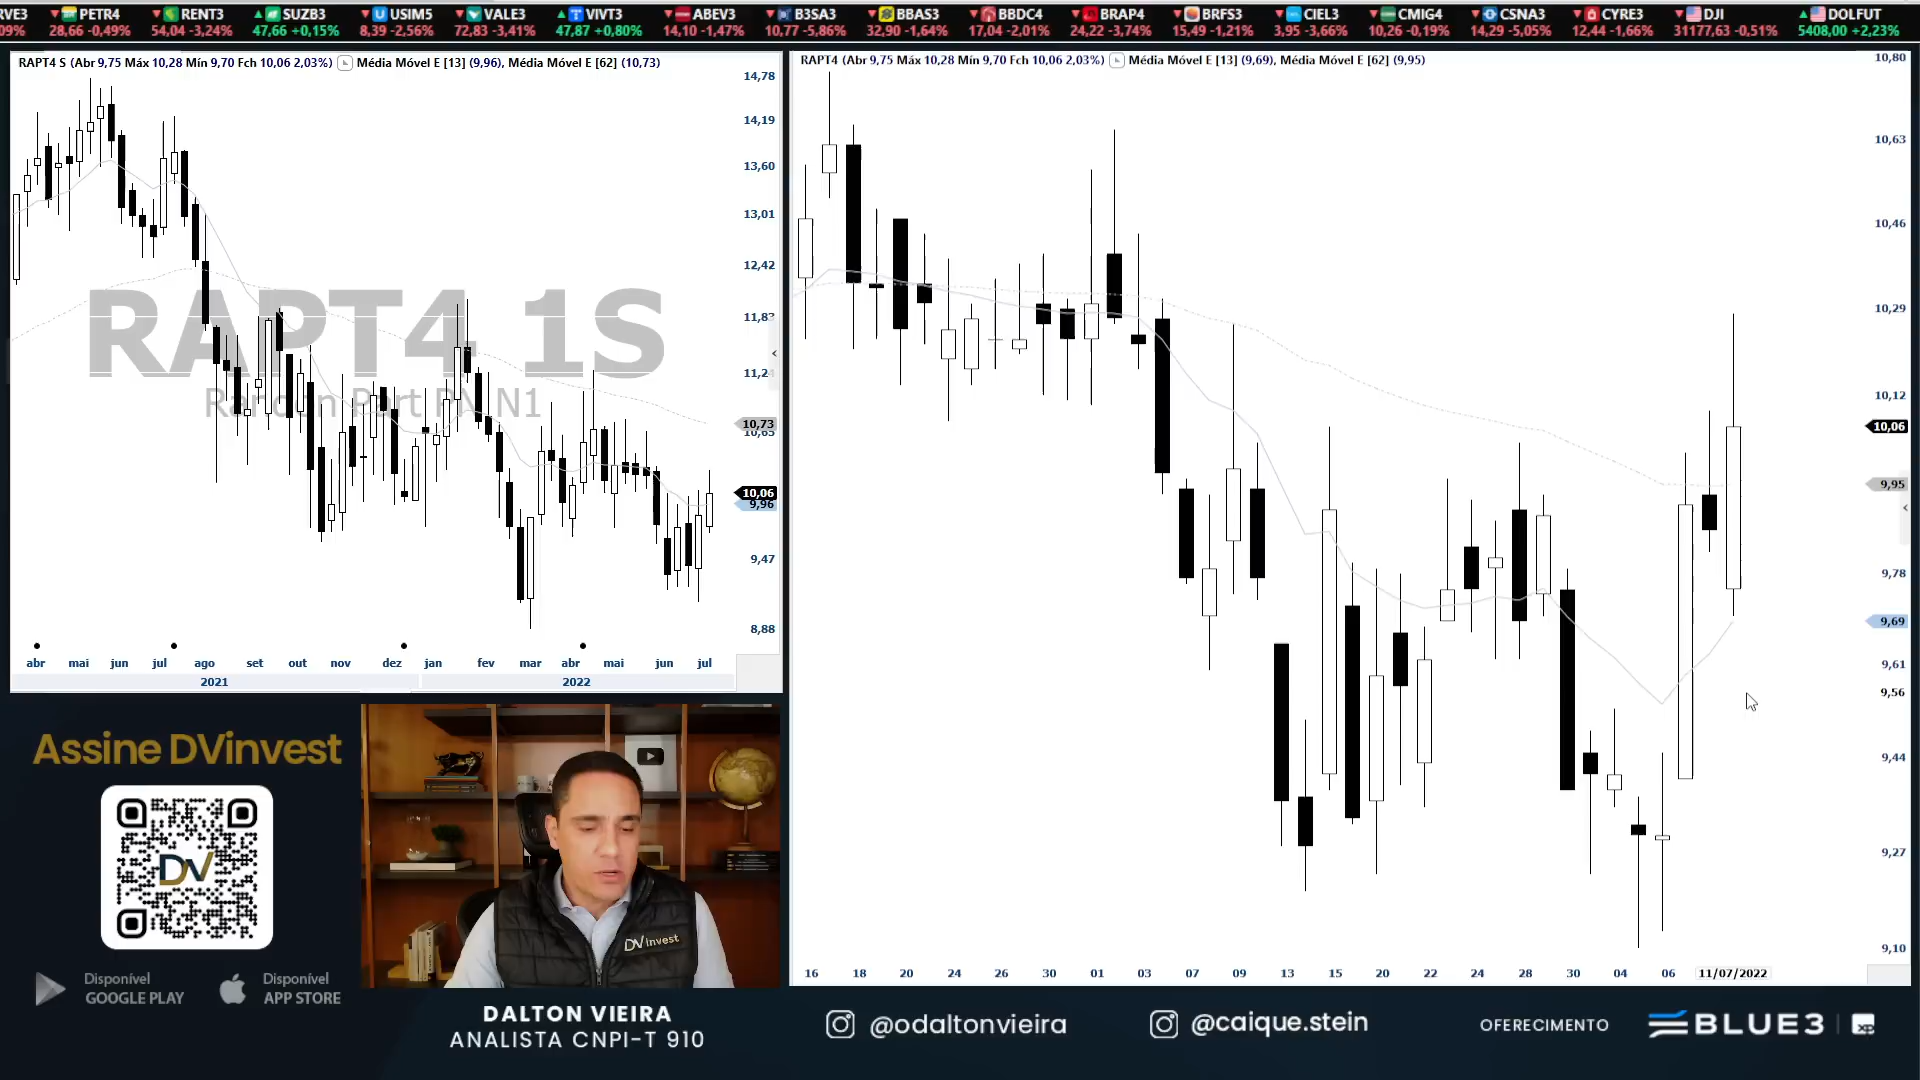 RVE3 PETR4 RENT3 SUZB3 USIM5 VALE3 VIVT3 ABEV3 B3SA3 BBAS3 BBDC4 BRAP4 BRFS3 CIEL3 CMIG4 CSNA3 CYRE3 DJI DOLFUT
09% 28,66 -0,49% 54,04 -3,24% 47,66 +0,15% 8,39 -2,56% 72,83 -3,41% 47,87 +0,80% 14,10 -1,47% 10,77 -5,86% 32,90 -1,64% 17,04 -2,01% 24,22 -3,74% 15,49 -1,21% 3,95 -3,66% 10,26 -0,19% 14,29 -5,05% 12,44 -1,66% 31177,63 -0,51% 5408,00 +2,23%
RAPT4 S (Abr 9,75 Máx 10,28 Mín 9,70 Fch 10,06 2,03%) Média Móvel E [13] (9,96), Média Móvel E [62] (10,73)
14,78
14,19
13,60
13,01
12,42
11,83
11,24
10,73
10,65
10,06
9,96
9,47
8,88
RAPT4 1S
Randon Part PN N1
abr mai jun jul ago set out nov dez jan fev mar abr mai jun jul
2021 2022
RAPT4 (Abr 9,75 Máx 10,28 Mín 9,70 Fch 10,06 2,03%) Média Móvel E [13] (9,69), Média Móvel E [62] (9,95)
10,80
10,63
10,46
10,29
10,12
10,06
9,95
9,78
9,69
9,61
9,56
9,44
9,27
9,10
16 18 20 24 26 30 01 03 07 09 13 15 20 22 24 28 30 04 06 11/07/2022
Assine DVinvest
DV
Disponível
GOOGLE PLAY
Disponível
APP STORE
DV invest
DALTON VIEIRA
ANALISTA CNPI-T 910
@odaltonvieira
@caique.stein
OFERECIMENTO
BLUE3
xp